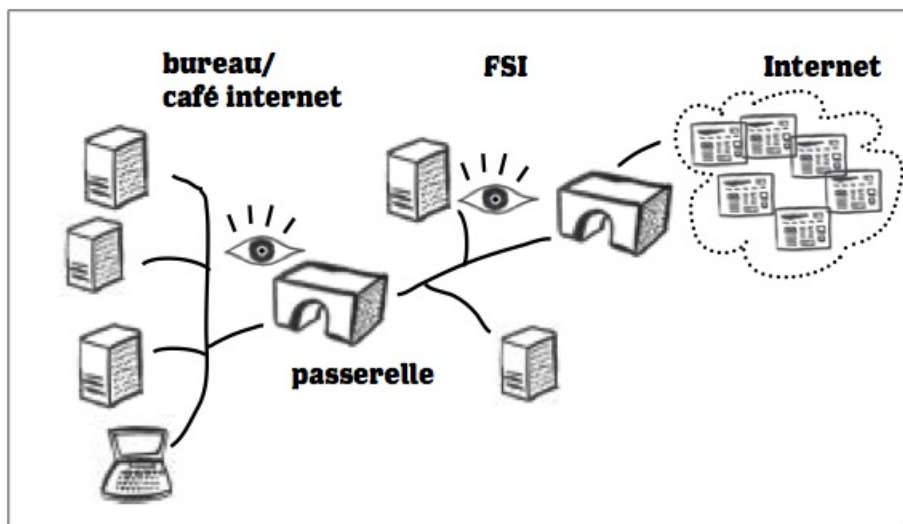 bureau/
café internet
FSI
Internet
passerelle